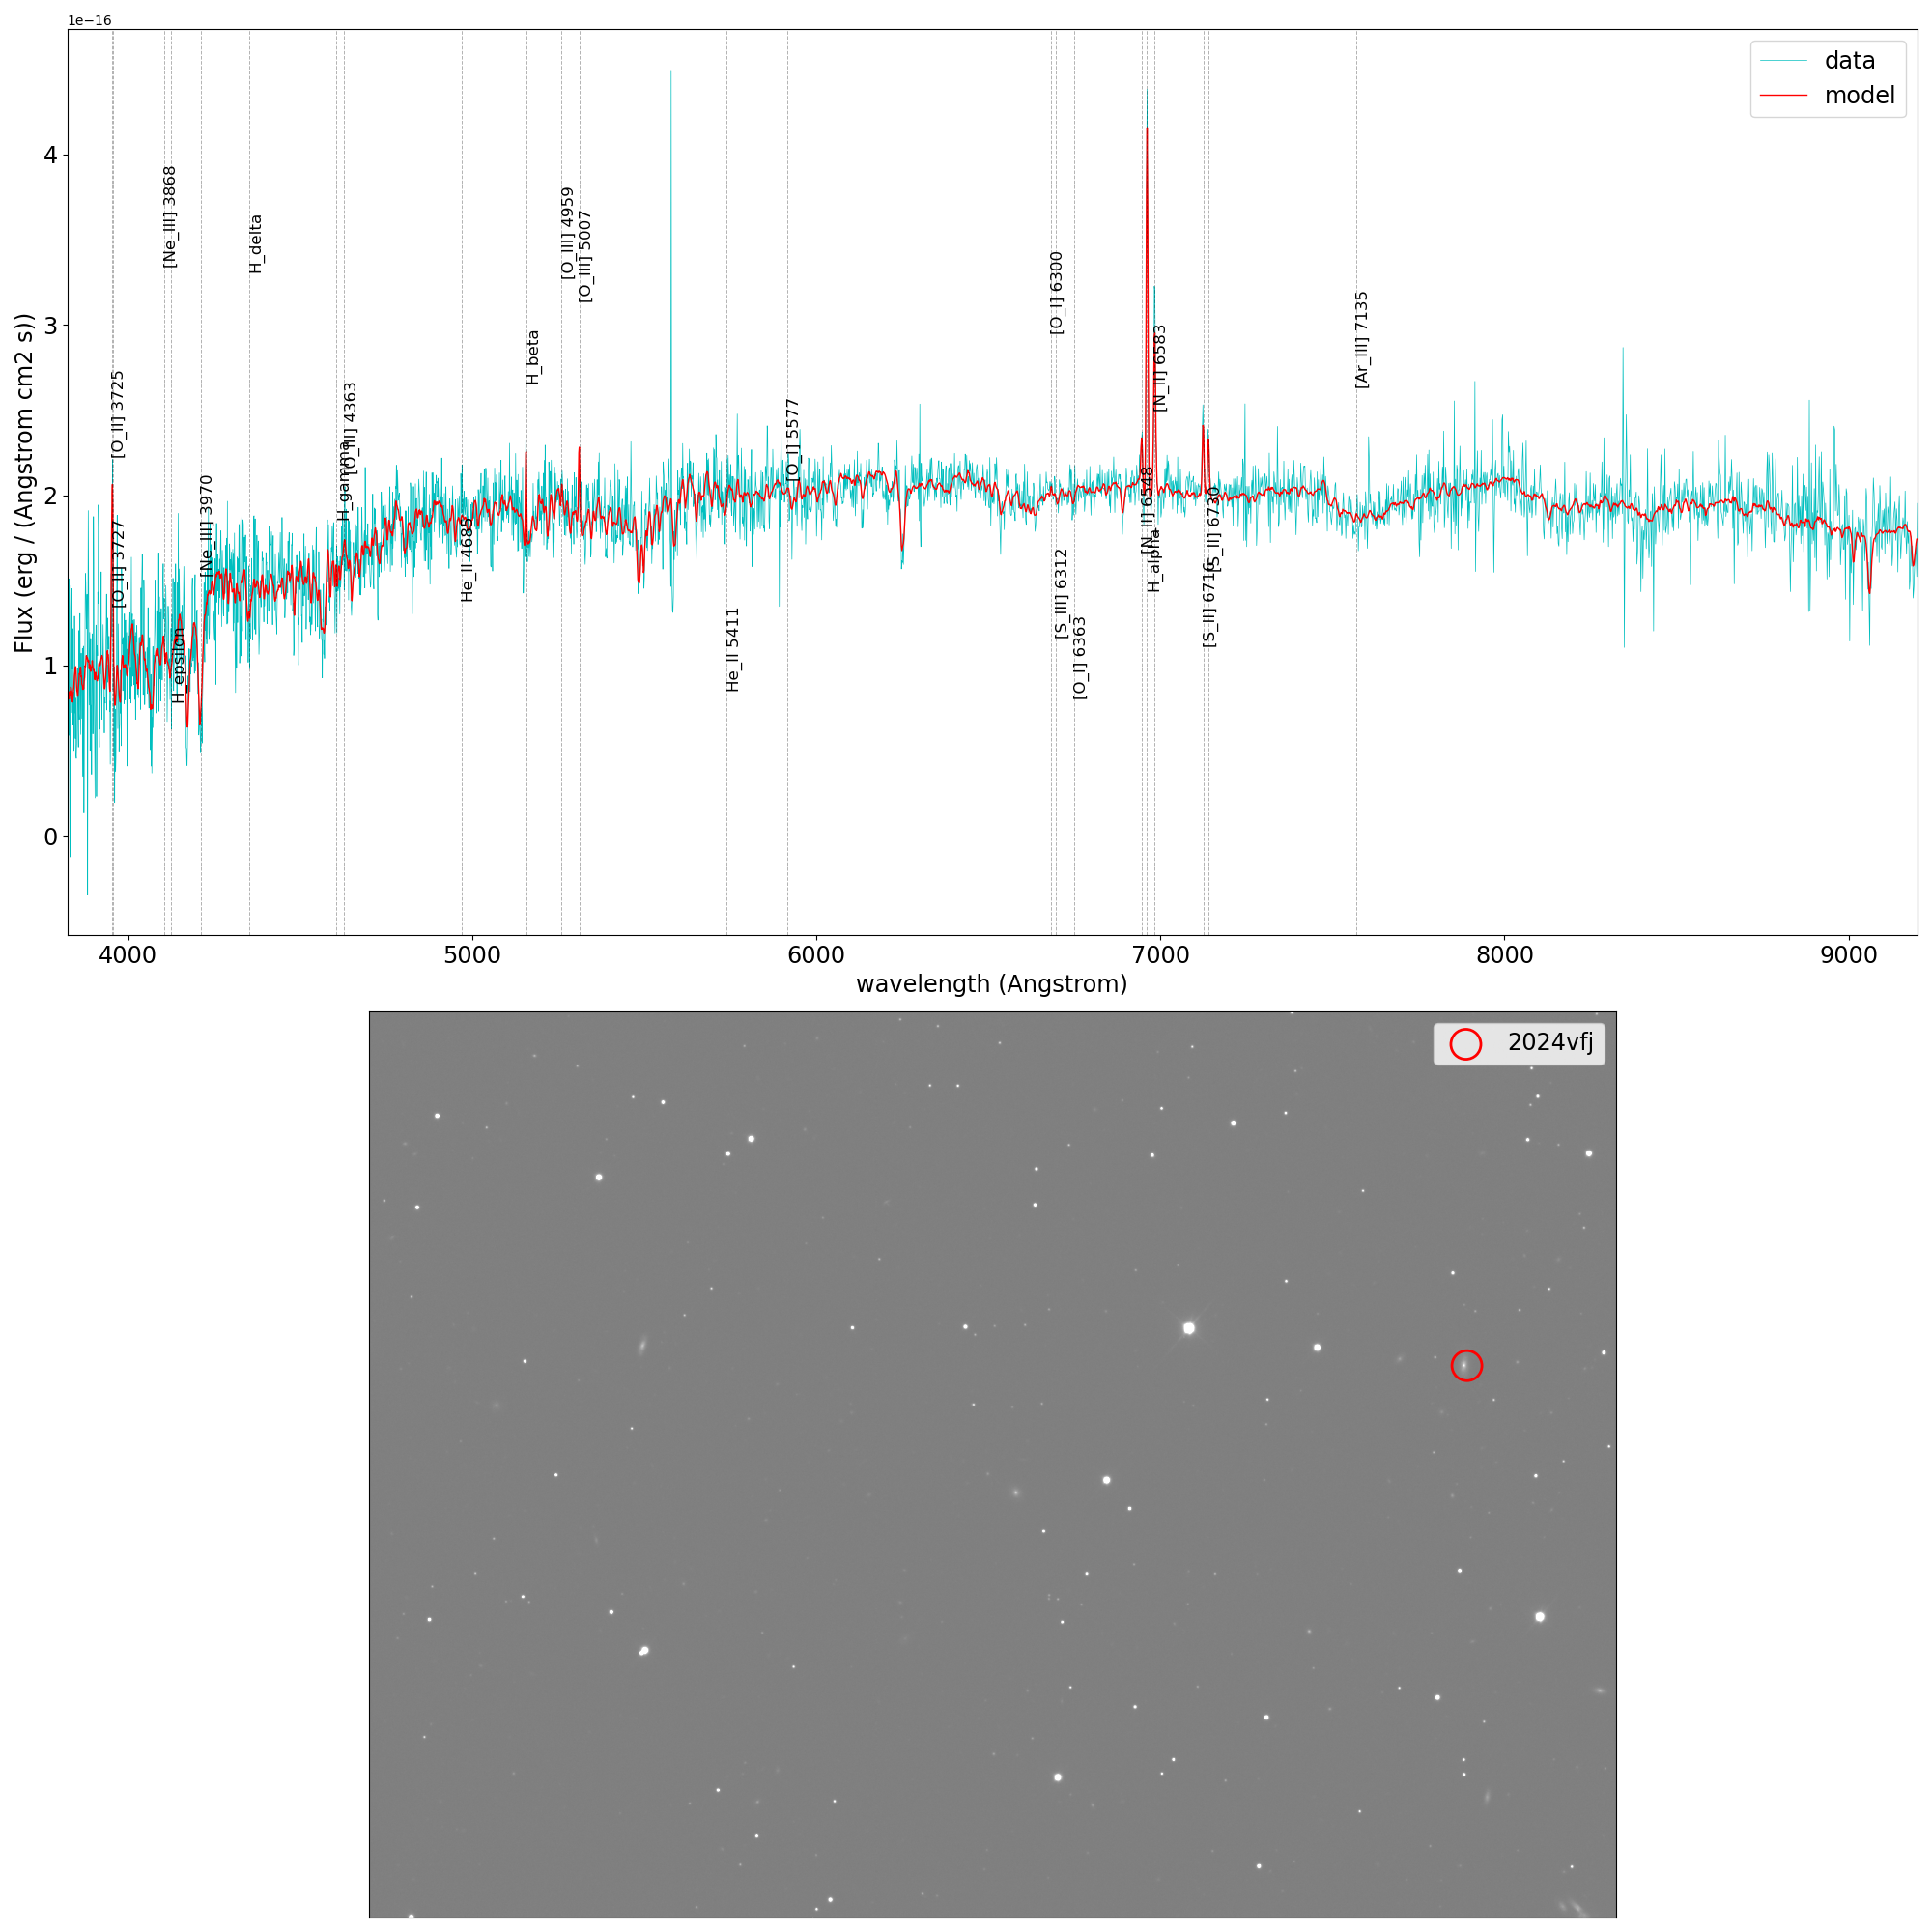 1e−16
data
model
Flux (erg / (Angstrom cm2 s))
4
3
2
1
0
[O_II] 3725
[O_II] 3727
[Ne_III] 3868
H_epsilon
[Ne_III] 3970
H_delta
H_gamma
[O_III] 4363
He_II 4685
H_beta
[O_III] 4959
[O_III] 5007
He_II 5411
[O_I] 5577
[O_I] 6300
[S_III] 6312
[O_I] 6363
[N_II] 6548
H_alpha
[N_II] 6583
[S_II] 6716
[S_II] 6730
[Ar_III] 7135
4000 5000 6000 7000 8000 9000
wavelength (Angstrom)
2024vfj